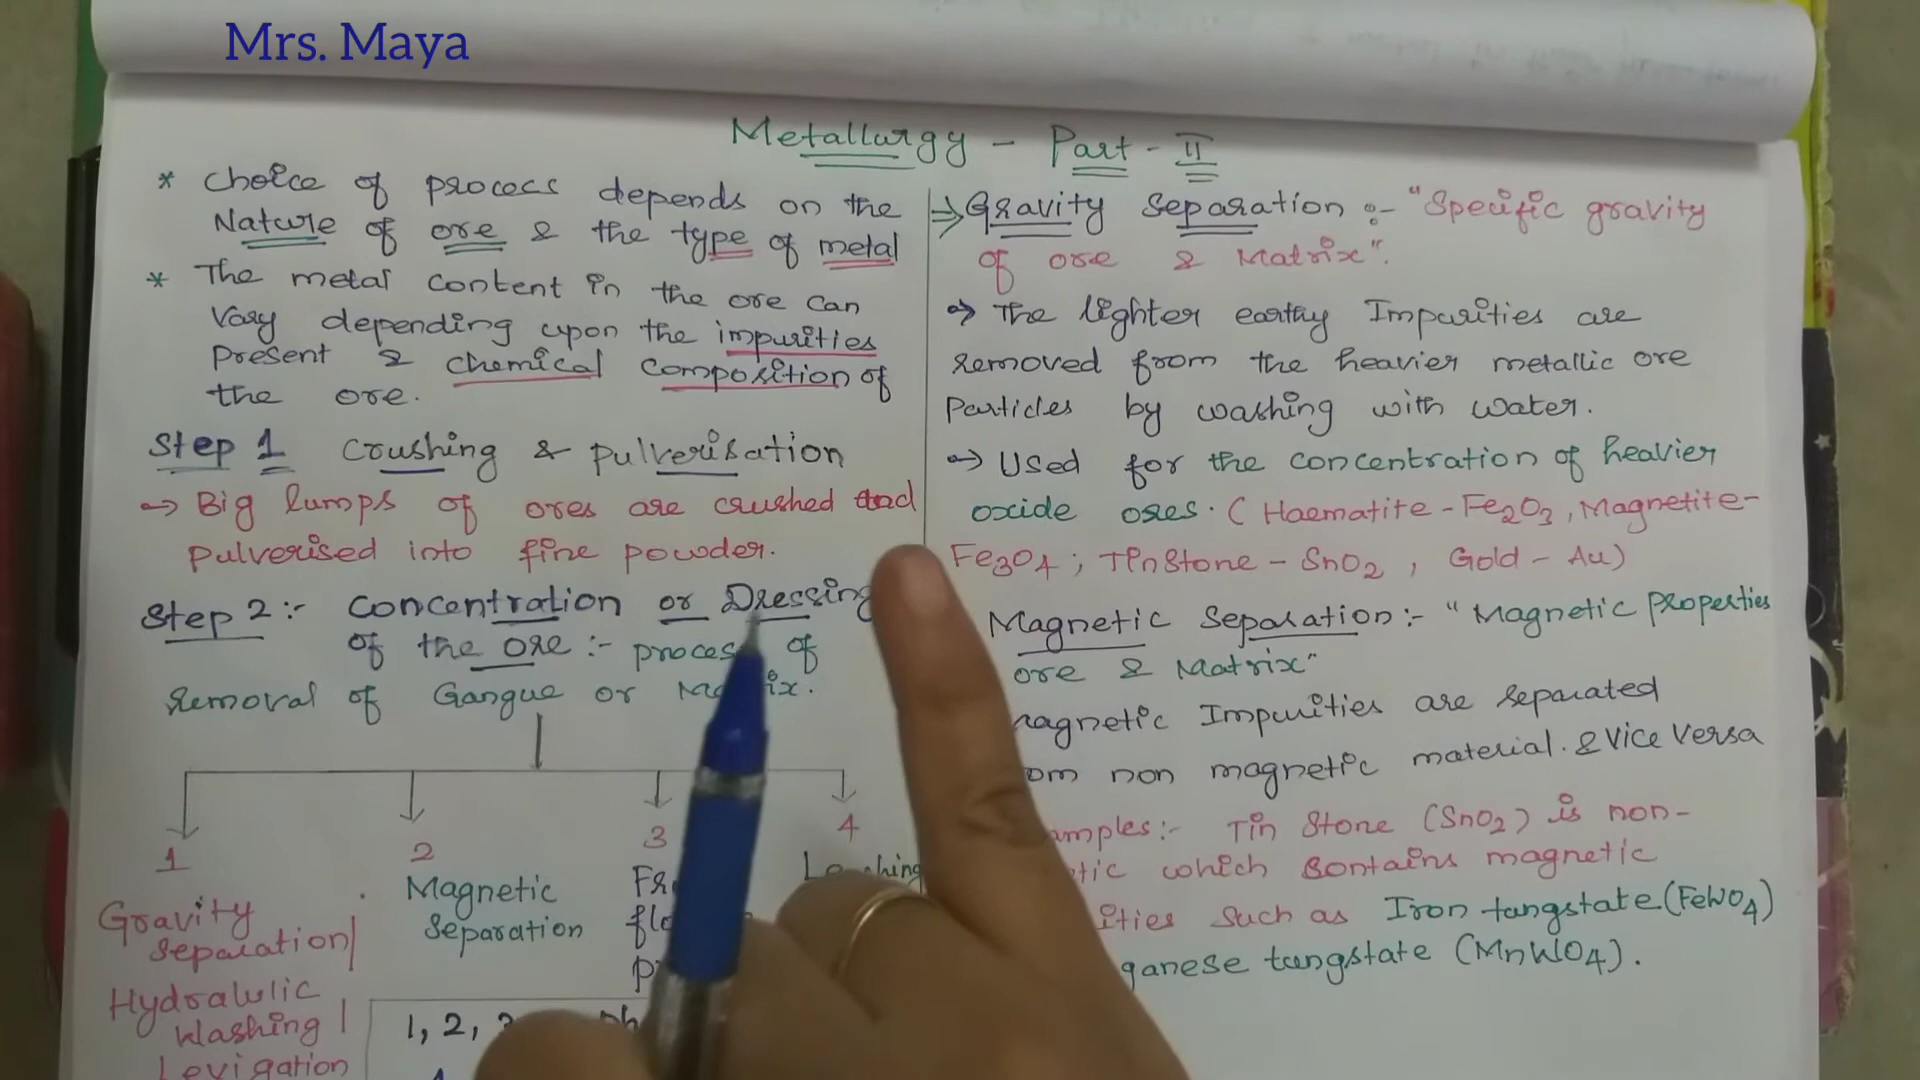 Mrs. Maya
Metallurgy - Part - II
* Choice of process depends on the
Nature of ore & the type of metal
* The metal content in the ore can
Vary depending upon the impurities
present & chemical composition of
the ore.
Step 1 Crushing & pulverisation
→ Big lumps of ores are crushed and
pulverised into fine powder.
Step 2:- Concentration or Dressing
of the ore :- process of
removal of Gangue or
1
2
3
4
Gravity
Separation/
Hydraulic
Washing /
Levigation
Magnetic
Separation
1, 2,
⇒ Gravity Separation :- "Specific gravity
of ore & Matrix".
→ The lighter earthy Impurities are
removed from the heavier metallic ore
Particles by washing with water.
→ Used for the concentration of heavier
oxide ores. (Haematite - Fe2O3, Magnetite-
Fe3O4; Tin Stone - SnO2, Gold - Au)
Magnetic Separation :- "Magnetic properties
ore & Matrix"
magnetic Impurities are separated
non magnetic material. & Vice Versa
Tin Stone (SnO2) is non-
which contains magnetic
such as Iron tangstate (FeWO4)
tangstate (MnWO4).